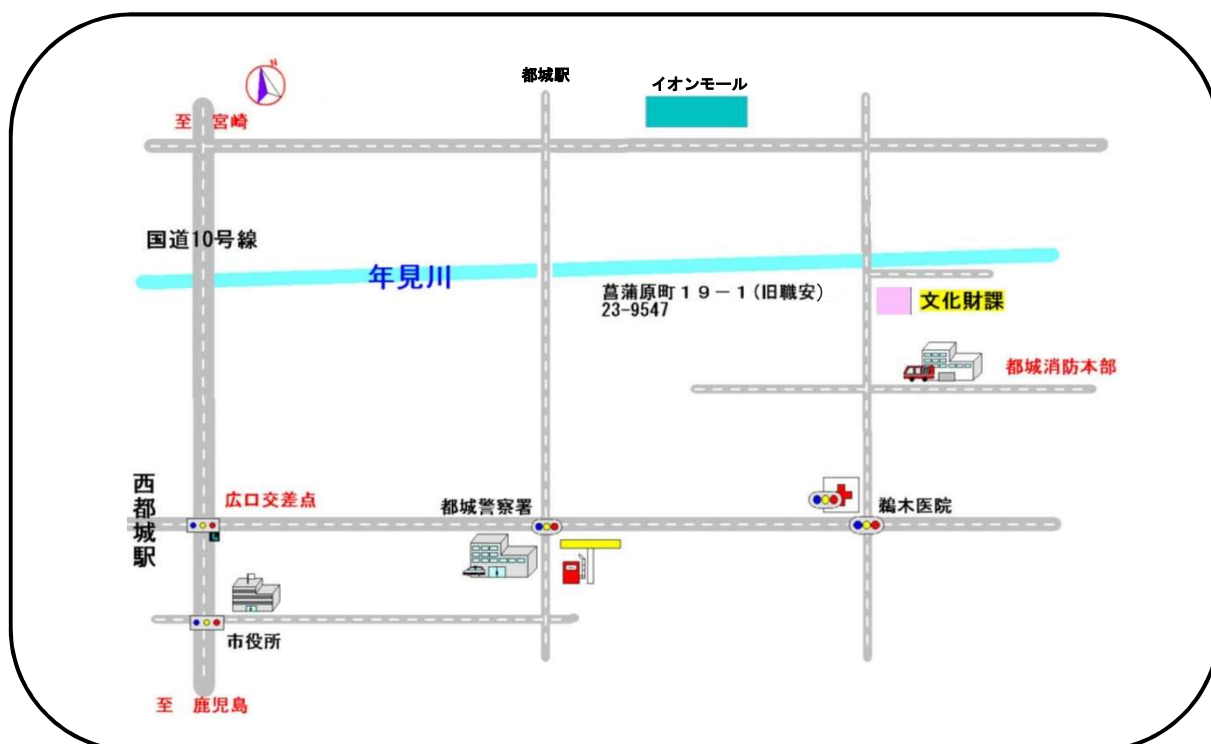 N
都城駅
イオンモール
至 宮崎
国道10号線
年見川
菖蒲原町19-1(旧職安)
23-9547
文化財課
都城消防本部
西都城駅
広口交差点
都城警察署
鵜木医院
市役所
至 鹿児島